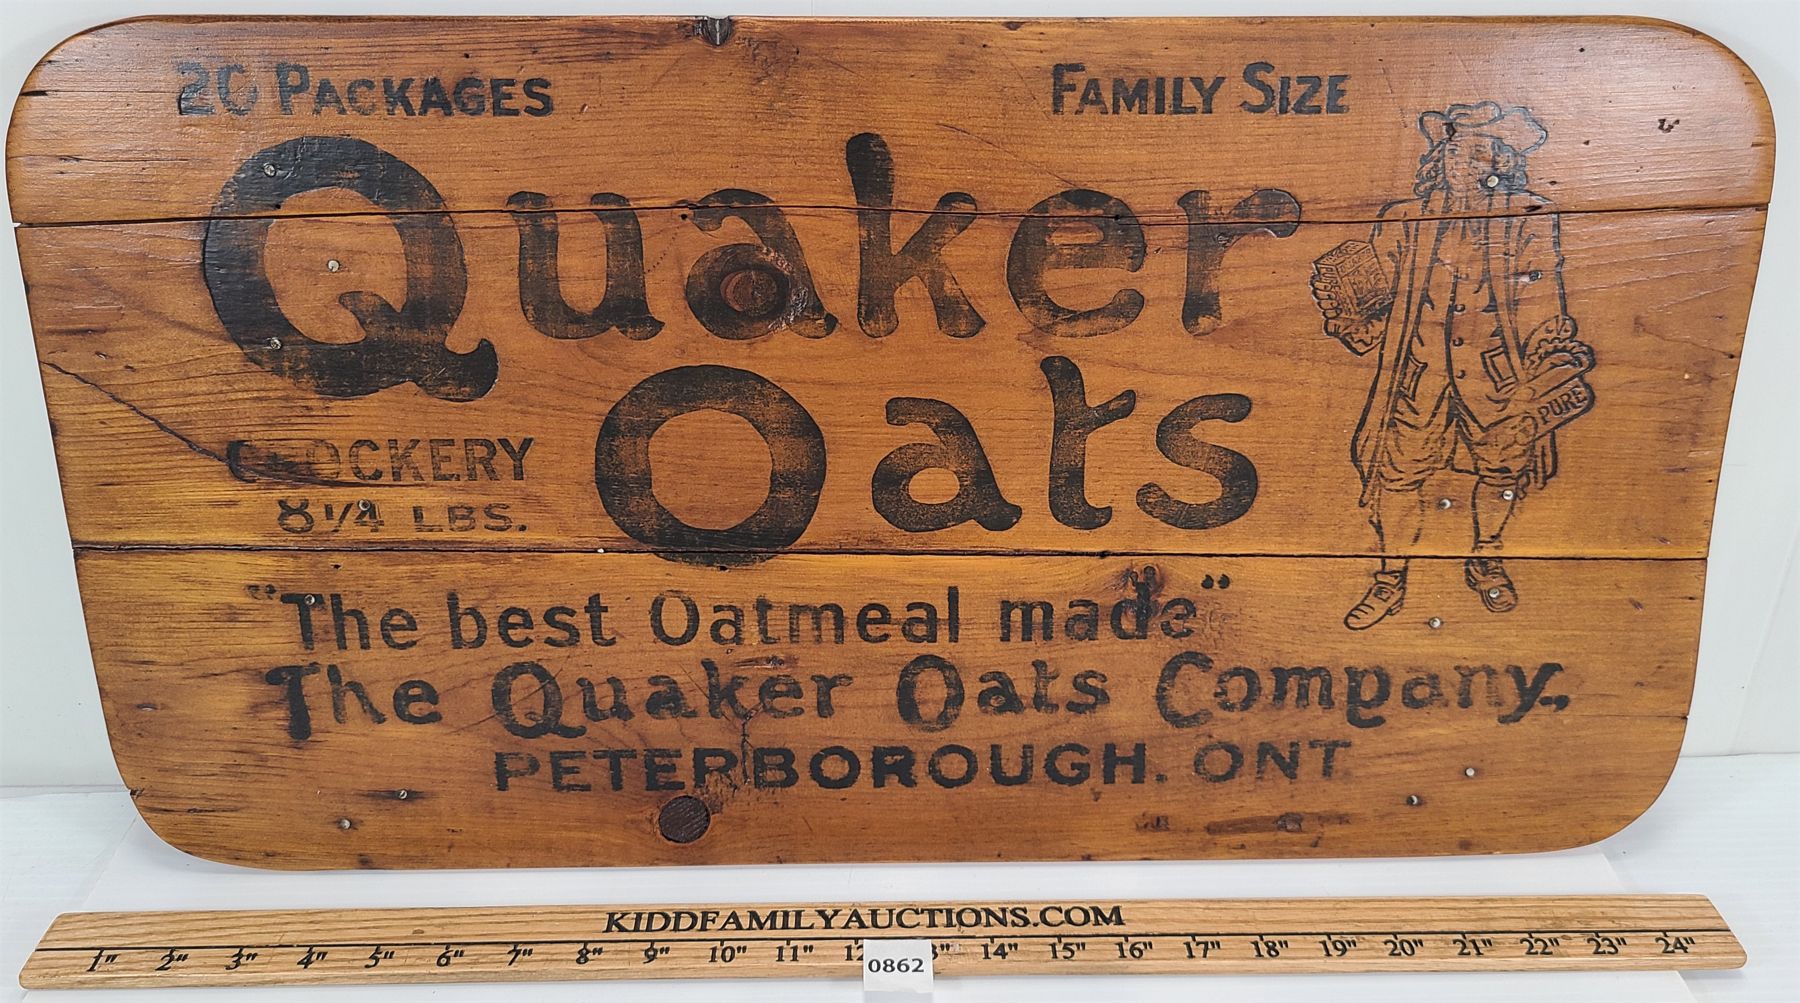 20 PACKAGES FAMILY SIZE
Quaker
Oats
CROCKERY
8 1/4 LBS.
PURE
"The best Oatmeal made"
The Quaker Oats Company,
PETERBOROUGH. ONT
KIDDFAMILYAUCTIONS.COM
1" 2" 3" 4" 5" 6" 7" 8" 9" 10" 11" 12 3" 14" 15" 16" 17" 18" 19" 20" 21" 22" 23" 24"
0862